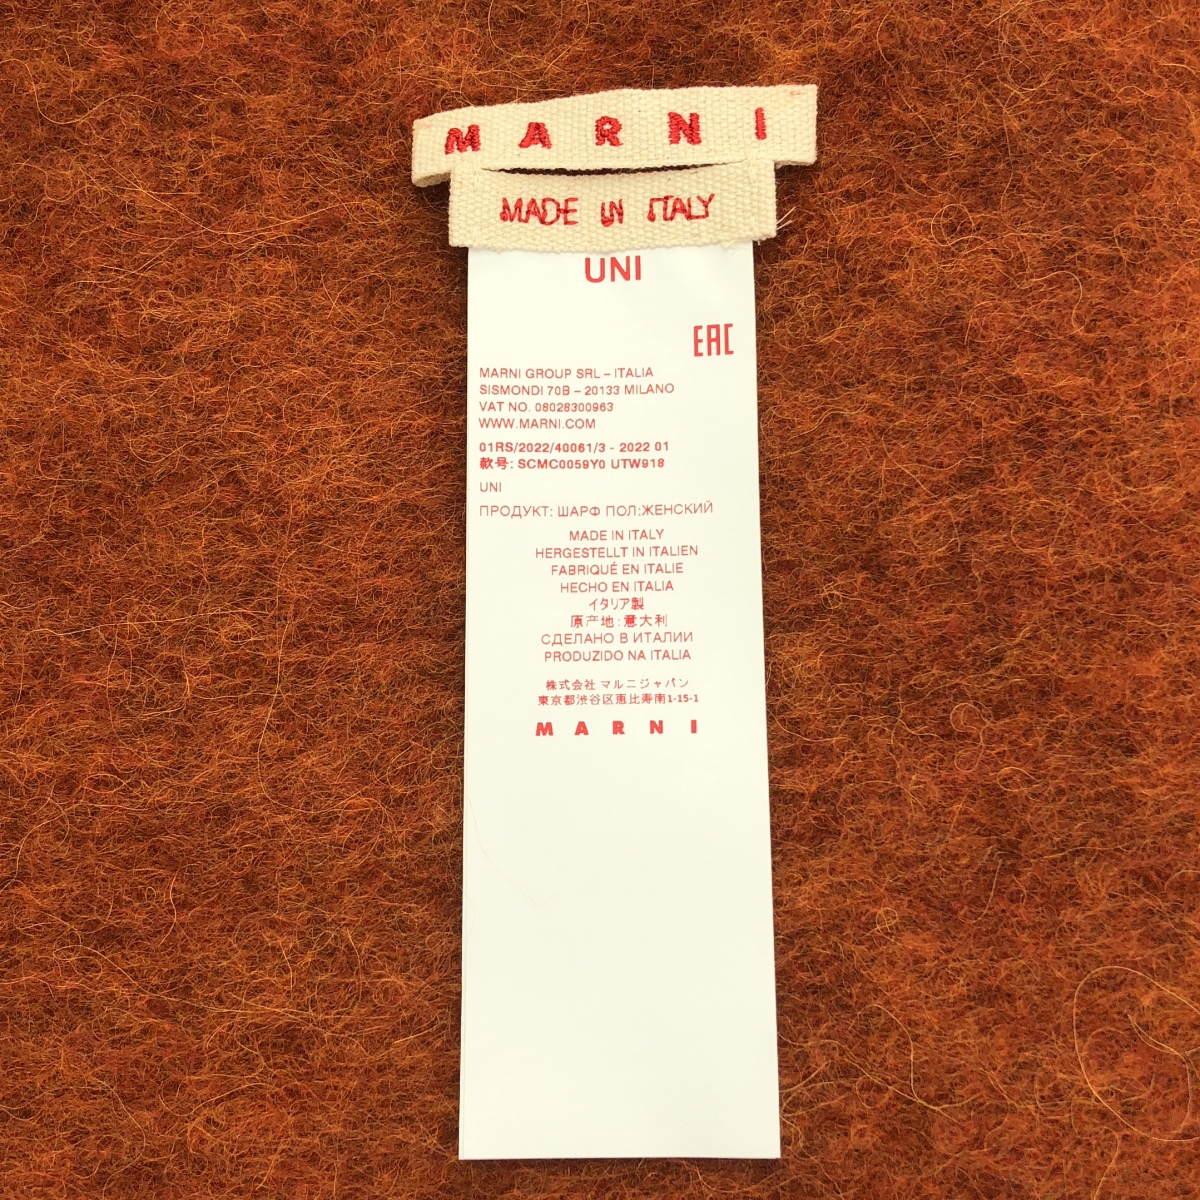 MARNI
MADE IN ITALY
UNI
EAC
MARNI GROUP SRL – ITALIA
SISMONDI 70B – 20133 MILANO
VAT NO. 08028300963
WWW.MARNI.COM
01RS/2022/40061/3 - 2022 01
款号: SCMC0059Y0 UTW918
UNI
ПРОДУКТ: ШАРФ ПОЛ:ЖЕНСКИЙ
MADE IN ITALY
HERGESTELLT IN ITALIEN
FABRIQUÉ EN ITALIE
HECHO EN ITALIA
イタリア製
原产地:意大利
СДЕЛАНО В ИТАЛИИ
PRODUZIDO NA ITALIA
株式会社 マルニジャパン
東京都渋谷区恵比寿南1-15-1
MARNI